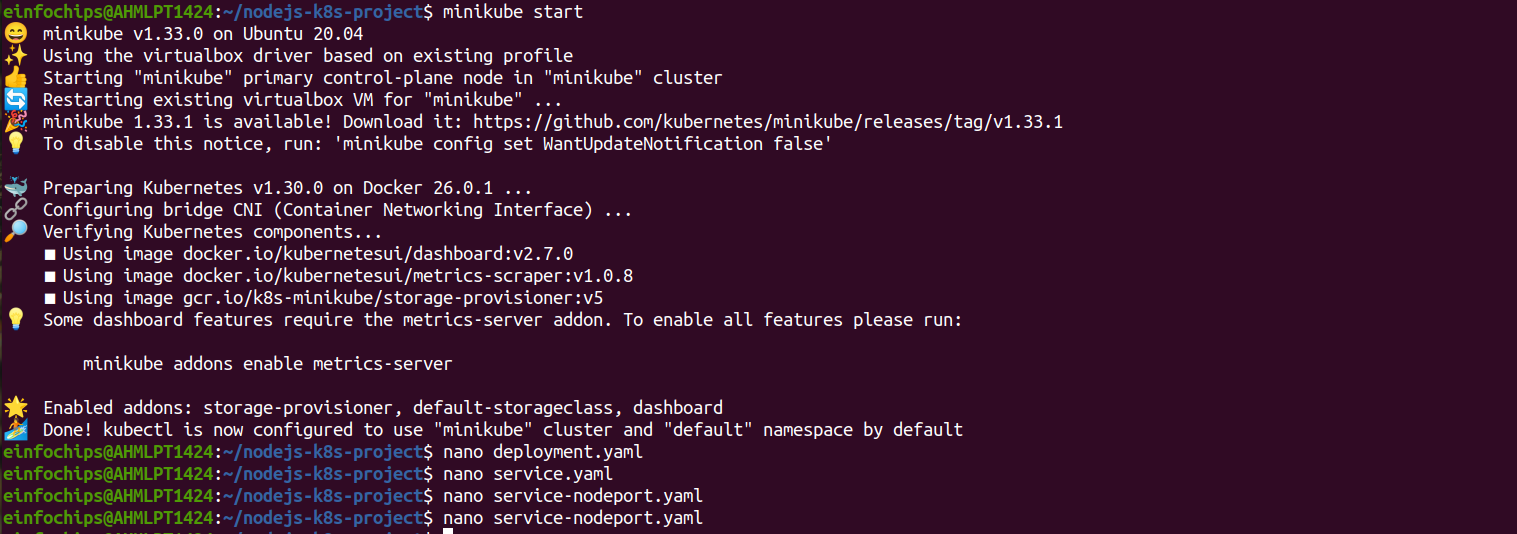 einfochips@AHMLPT1424:~/nodejs-k8s-project$ minikube start
minikube v1.33.0 on Ubuntu 20.04
Using the virtualbox driver based on existing profile
Starting "minikube" primary control-plane node in "minikube" cluster
Restarting existing virtualbox VM for "minikube" ...
minikube 1.33.1 is available! Download it: https://github.com/kubernetes/minikube/releases/tag/v1.33.1
To disable this notice, run: 'minikube config set WantUpdateNotification false'
Preparing Kubernetes v1.30.0 on Docker 26.0.1 ...
Configuring bridge CNI (Container Networking Interface) ...
Verifying Kubernetes components...
■ Using image docker.io/kubernetesui/dashboard:v2.7.0
■ Using image docker.io/kubernetesui/metrics-scraper:v1.0.8
■ Using image gcr.io/k8s-minikube/storage-provisioner:v5
Some dashboard features require the metrics-server addon. To enable all features please run:
minikube addons enable metrics-server
Enabled addons: storage-provisioner, default-storageclass, dashboard
Done! kubectl is now configured to use "minikube" cluster and "default" namespace by default
einfochips@AHMLPT1424:~/nodejs-k8s-project$ nano deployment.yaml
einfochips@AHMLPT1424:~/nodejs-k8s-project$ nano service.yaml
einfochips@AHMLPT1424:~/nodejs-k8s-project$ nano service-nodeport.yaml
einfochips@AHMLPT1424:~/nodejs-k8s-project$ nano service-nodeport.yaml